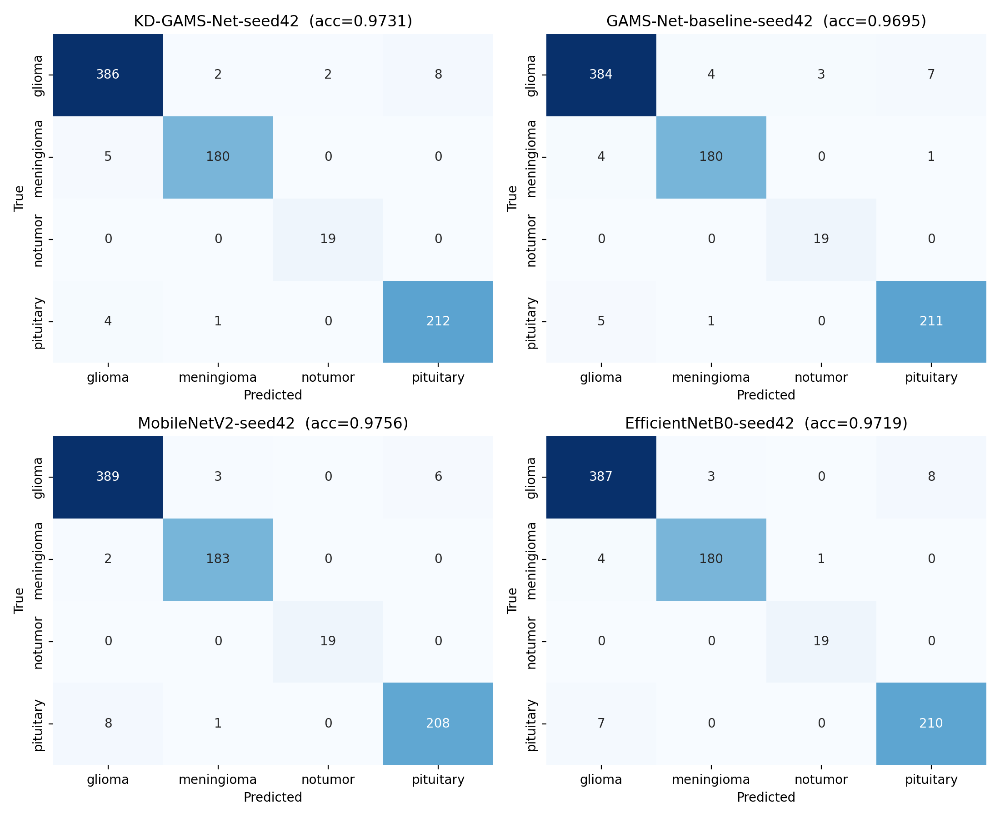 KD-GAMS-Net-seed42 (acc=0.9731)
True
glioma 386 2 2 8
meningioma 5 180 0 0
notumor 0 0 19 0
pituitary 4 1 0 212
glioma meningioma notumor pituitary
Predicted
GAMS-Net-baseline-seed42 (acc=0.9695)
True
glioma 384 4 3 7
meningioma 4 180 0 1
notumor 0 0 19 0
pituitary 5 1 0 211
glioma meningioma notumor pituitary
Predicted
MobileNetV2-seed42 (acc=0.9756)
True
glioma 389 3 0 6
meningioma 2 183 0 0
notumor 0 0 19 0
pituitary 8 1 0 208
glioma meningioma notumor pituitary
Predicted
EfficientNetB0-seed42 (acc=0.9719)
True
glioma 387 3 0 8
meningioma 4 180 1 0
notumor 0 0 19 0
pituitary 7 0 0 210
glioma meningioma notumor pituitary
Predicted